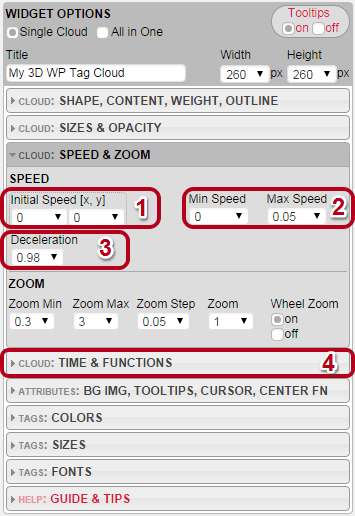 WIDGET OPTIONS
Tooltips
Single Cloud All in One
on off
Title Width Height
My 3D WP Tag Cloud 260 px 260 px
CLOUD: SHAPE, CONTENT, WEIGHT, OUTLINE
CLOUD: SIZES & OPACITY
CLOUD: SPEED & ZOOM
SPEED
Initial Speed [x, y] Min Speed Max Speed
0 0 1 0 0.05 2
Deceleration
0.98 3
ZOOM
Zoom Min Zoom Max Zoom Step Zoom Wheel Zoom
0.3 3 0.05 1 on
off
CLOUD: TIME & FUNCTIONS 4
ATTRIBUTES: BG IMG, TOOLTIPS, CURSOR, CENTER FN
TAGS: COLORS
TAGS: SIZES
TAGS: FONTS
HELP: GUIDE & TIPS